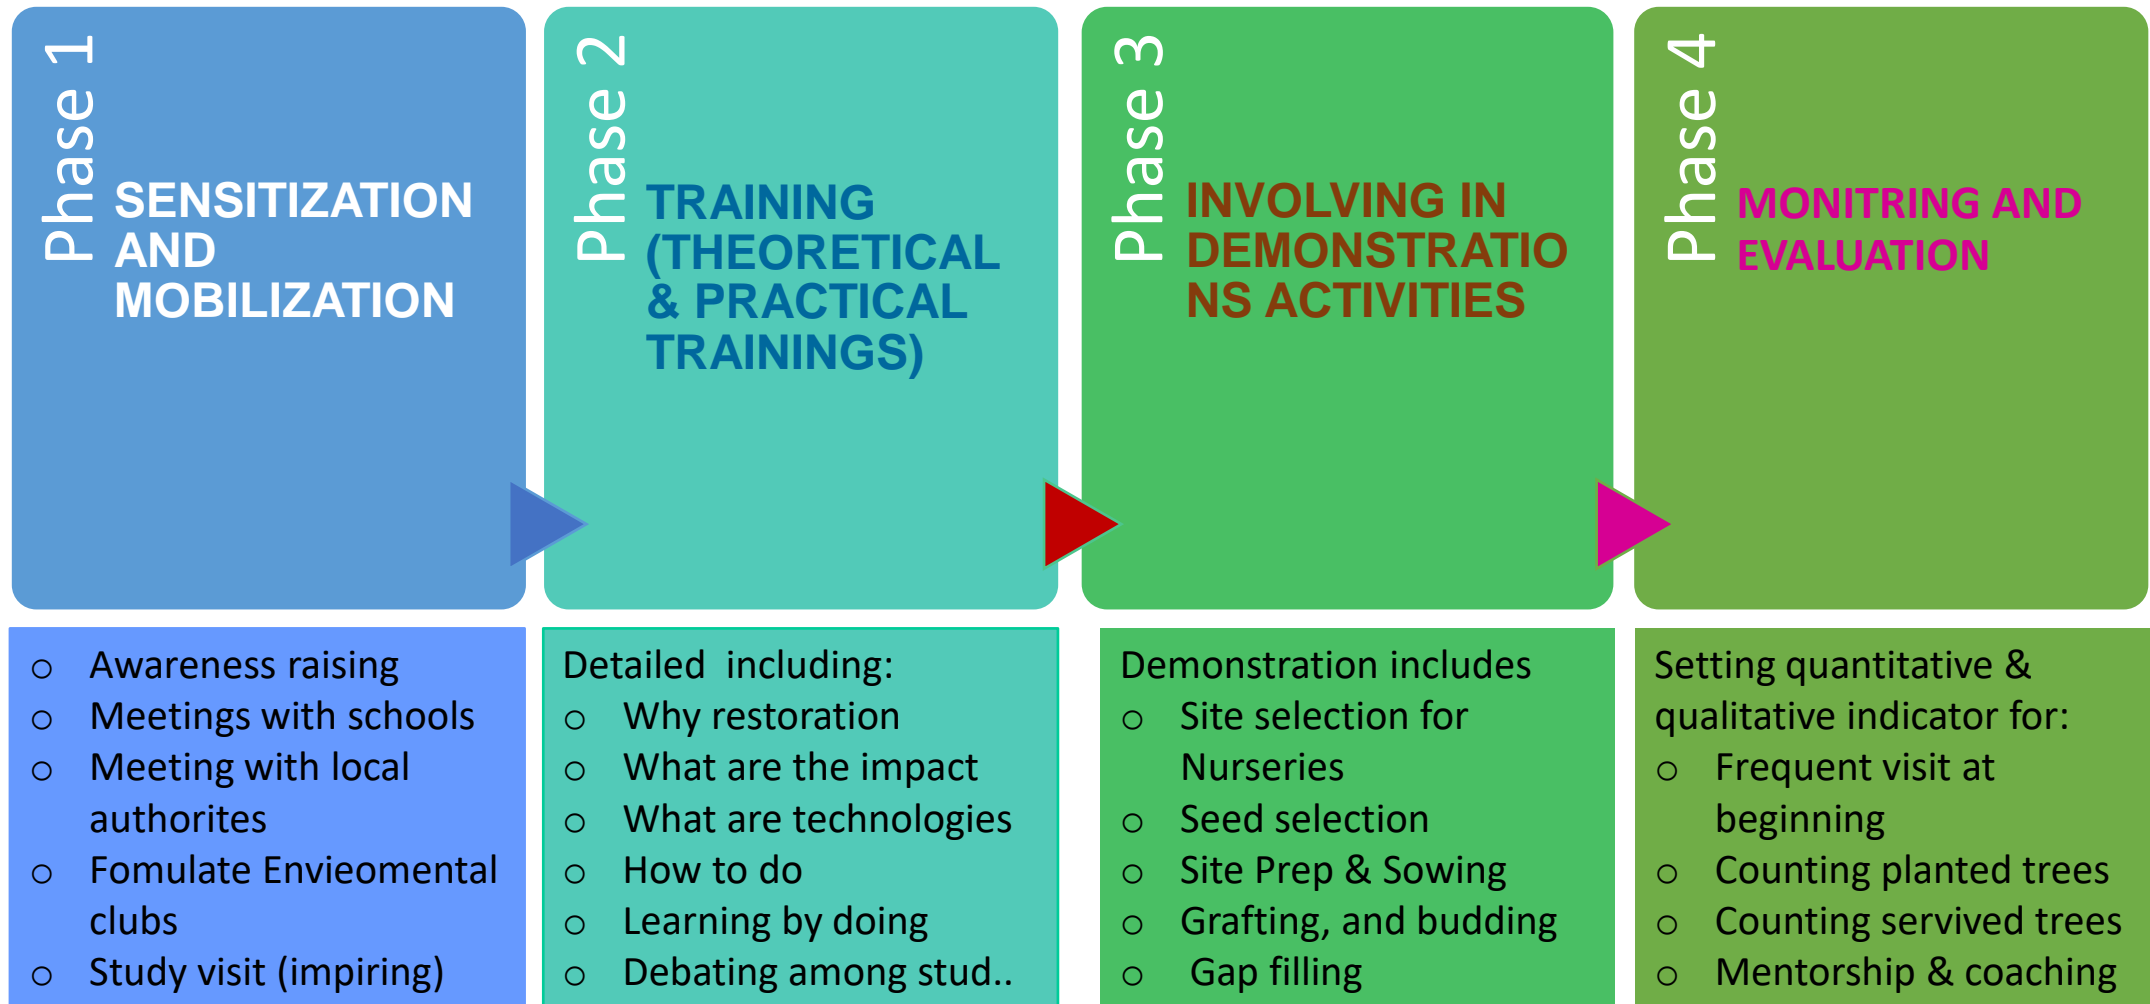 Phase 1
SENSITIZATION
AND
MOBILIZATION
o Awareness raising
o Meetings with schools
o Meeting with local
authorites
o Fomulate Envieomental
clubs
o Study visit (impiring)
Phase 2
TRAINING
(THEORETICAL
& PRACTICAL
TRAININGS)
Detailed including:
o Why restoration
o What are the impact
o What are technologies
o How to do
o Learning by doing
o Debating among stud..
Phase 3
INVOLVING IN
DEMONSTRATIO
NS ACTIVITIES
Demonstration includes
o Site selection for
Nurseries
o Seed selection
o Site Prep & Sowing
o Grafting, and budding
o Gap filling
Phase 4
MONITRING AND
EVALUATION
Setting quantitative &
qualitative indicator for:
o Frequent visit at
beginning
o Counting planted trees
o Counting servived trees
o Mentorship & coaching